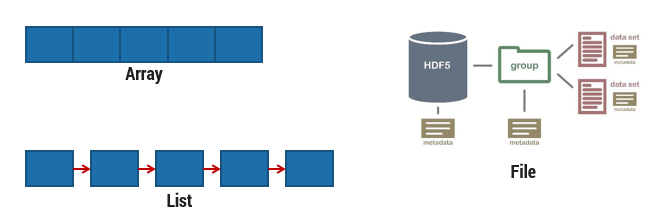 Array
List
HDF5
group
data set
metadata
data set
metadata
metadata
metadata
File